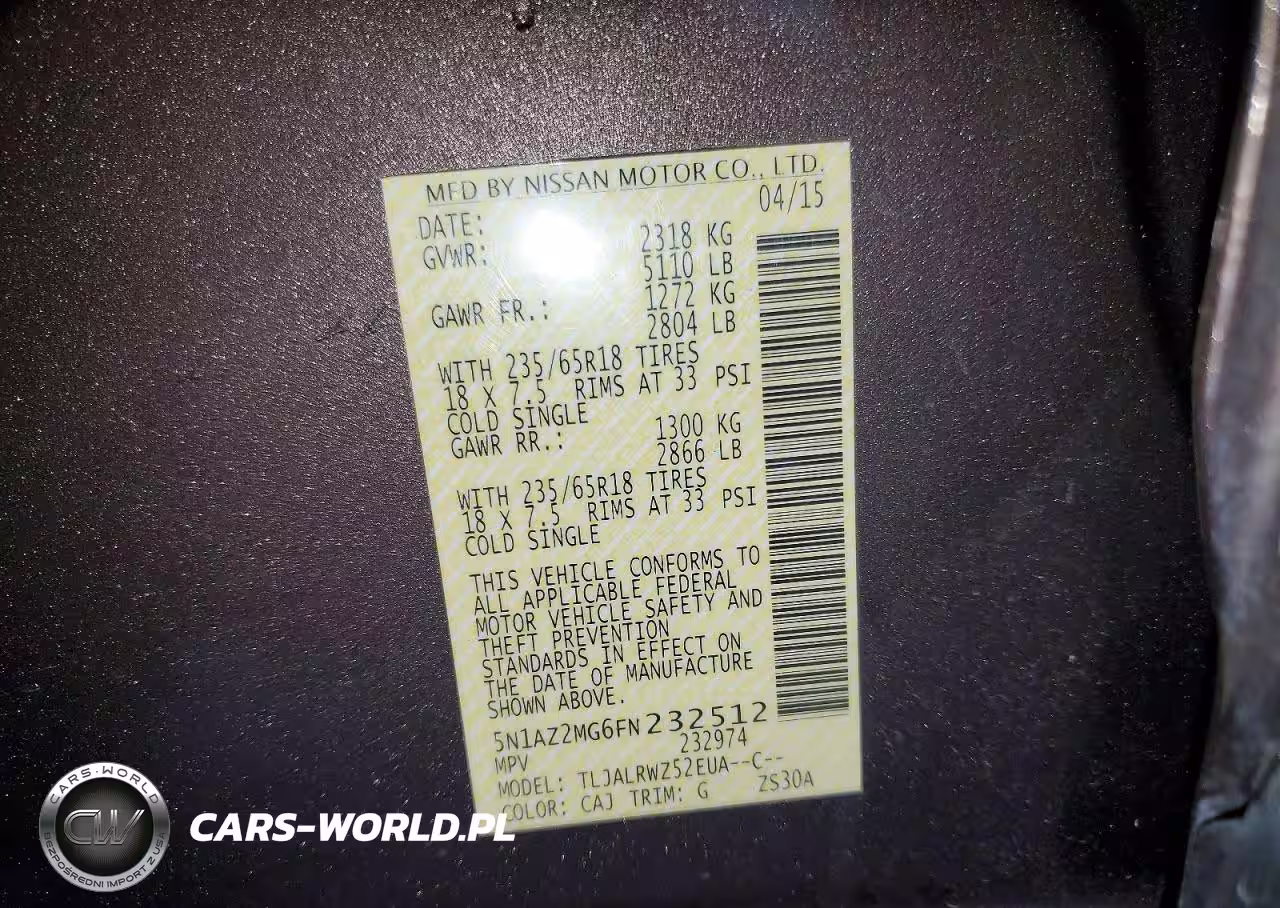 MFD BY NISSAN MOTOR CO., LTD.
DATE: 04/15
GVWR: 2318 KG
5110 LB
GAWR FR.: 1272 KG
2804 LB
WITH 235/65R18 TIRES
18 X 7.5 RIMS AT 33 PSI
COLD SINGLE
GAWR RR.: 1300 KG
2866 LB
WITH 235/65R18 TIRES
18 X 7.5 RIMS AT 33 PSI
COLD SINGLE
THIS VEHICLE CONFORMS TO
ALL APPLICABLE FEDERAL
MOTOR VEHICLE SAFETY AND
THEFT PREVENTION
STANDARDS IN EFFECT ON
THE DATE OF MANUFACTURE
SHOWN ABOVE.
5N1AZ2MG6FN232512
MPV 232974
MODEL: TLJALRWZ52EUA--C--
COLOR: CAJ TRIM: G ZS30A
CARS-WORLD
CW
BEZPOŚREDNI IMPORT Z USA
CARS-WORLD.PL